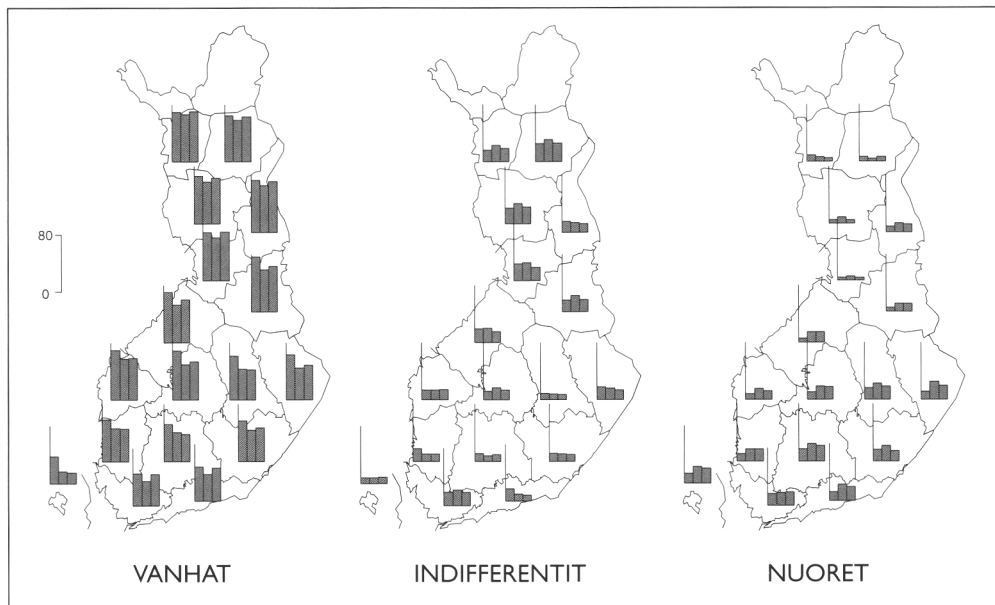 80
0
VANHAT
INDIFFERENTIT
NUORET